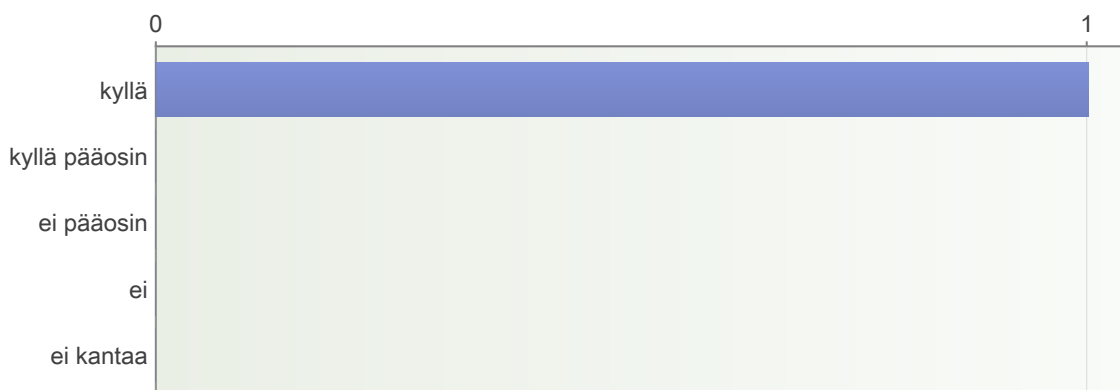 0 1
kyllä
kyllä pääosin
ei pääosin
ei
ei kantaa